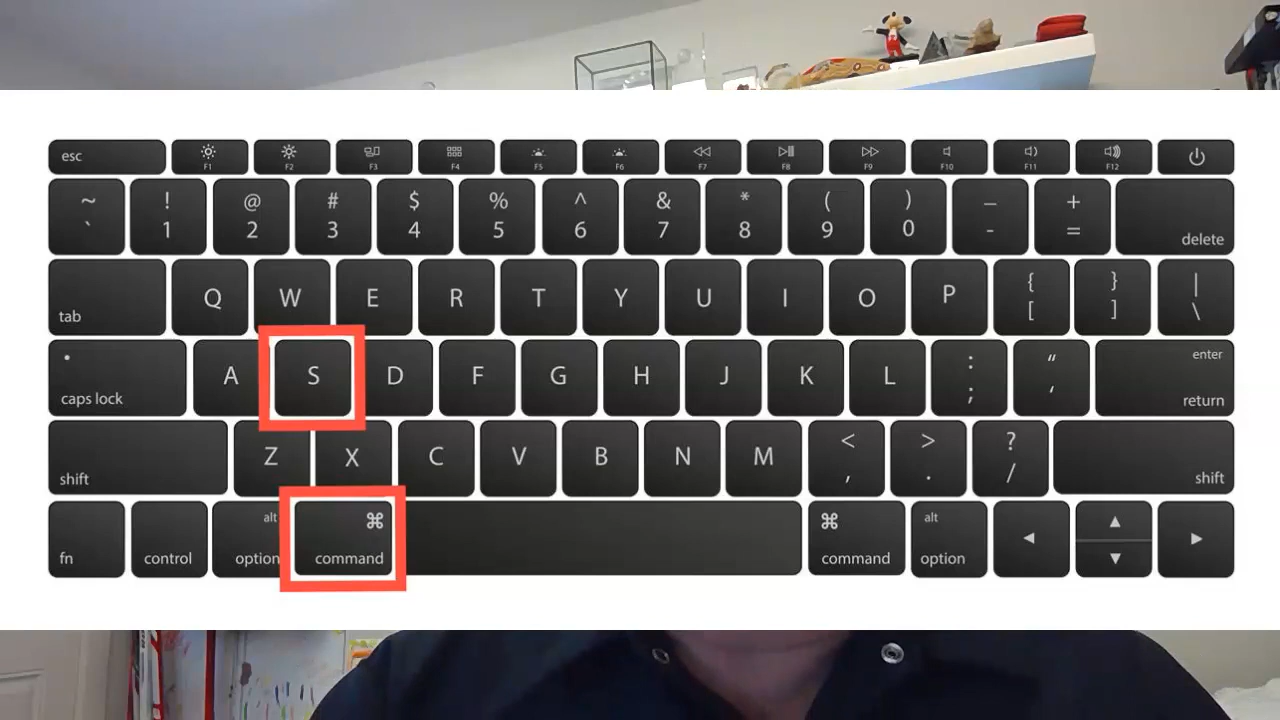 esc F1 F2 F3 F4 F5 F6 F7 F8 F9 F10 F11 F12
~ ! @ # $ % ^ & * ( ) _ +
` 1 2 3 4 5 6 7 8 9 0 - = delete
tab Q W E R T Y U I O P { [ } ] | \
• caps lock A S D F G H J K L : ; “ ‘ enter return
shift Z X C V B N M < , > . ? / shift
fn control alt option ⌘ command ⌘ command alt option ◀ ▲ ▼ ▶